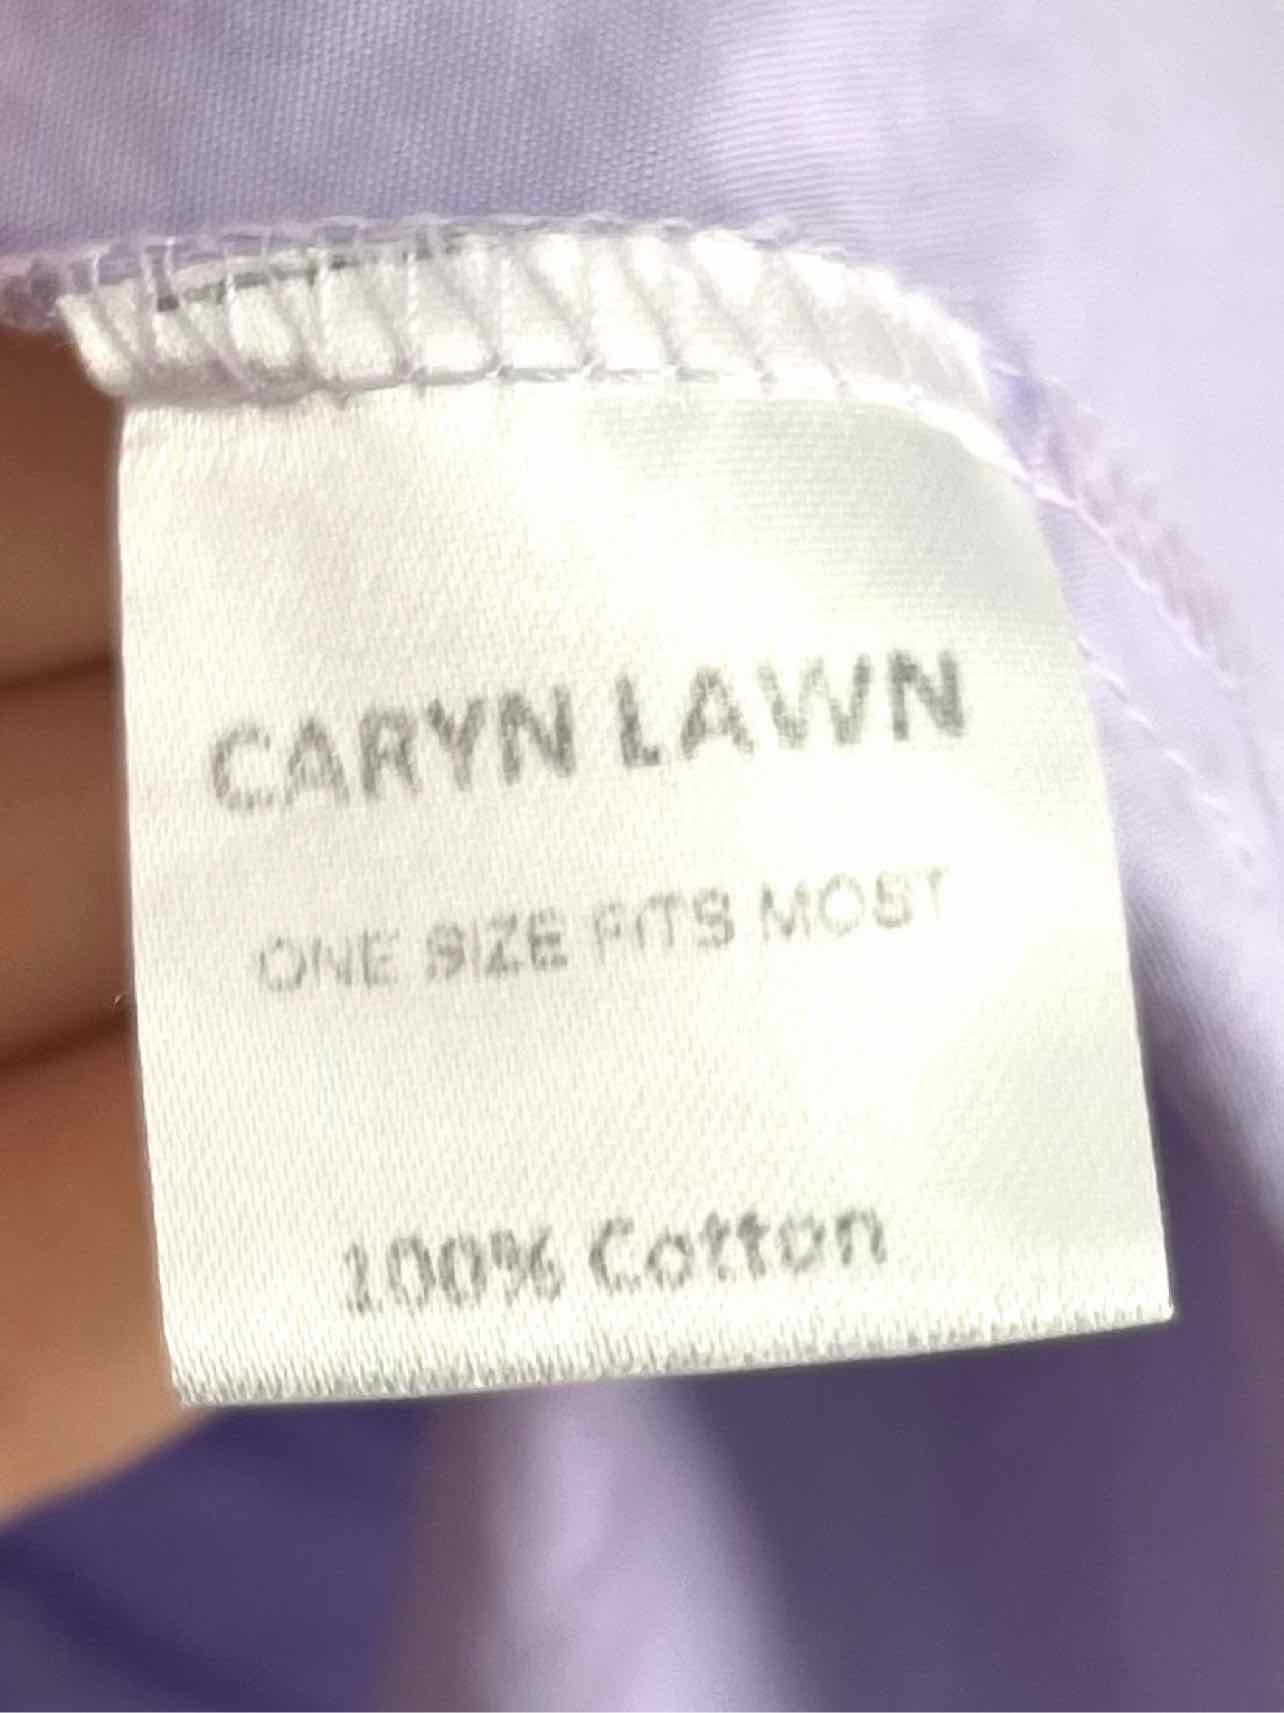 CARYN LAWN
ONE SIZE FITS MOST
100% Cotton